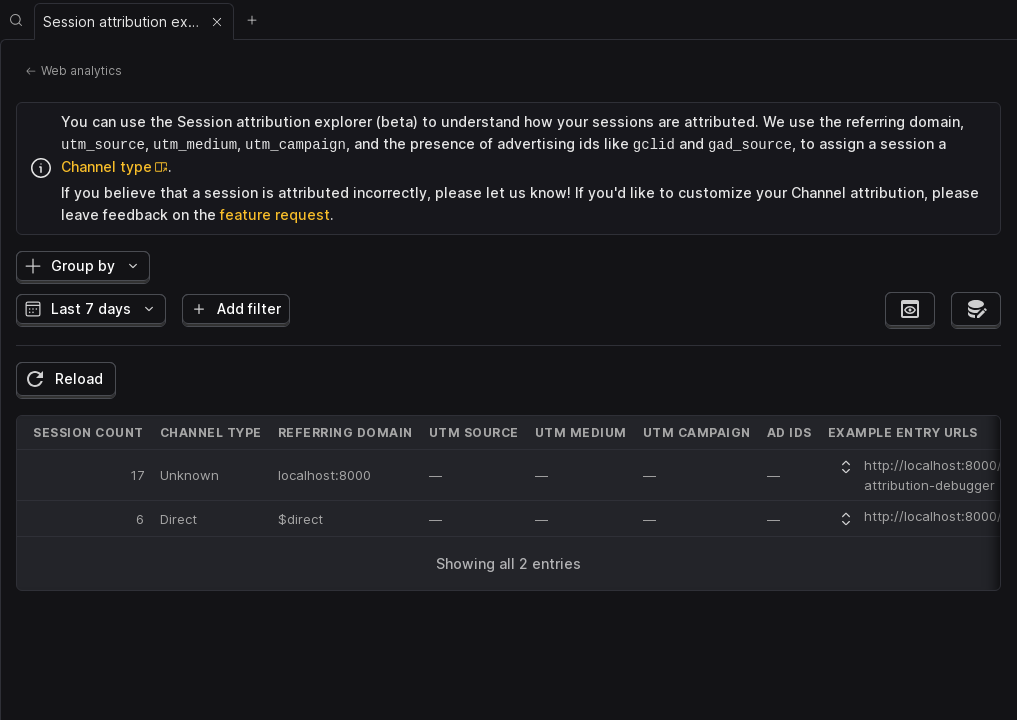 Session attribution ex...
Web analytics
You can use the Session attribution explorer (beta) to understand how your sessions are attributed. We use the referring domain,
utm_source, utm_medium, utm_campaign, and the presence of advertising ids like gclid and gad_source, to assign a session a
Channel type.
If you believe that a session is attributed incorrectly, please let us know! If you'd like to customize your Channel attribution, please
leave feedback on the feature request.
Group by
Last 7 days Add filter
Reload
SESSION COUNT CHANNEL TYPE REFERRING DOMAIN UTM SOURCE UTM MEDIUM UTM CAMPAIGN AD IDS EXAMPLE ENTRY URLS
17 Unknown localhost:8000 — — — — http://localhost:8000/
attribution-debugger
6 Direct $direct — — — — http://localhost:8000/
Showing all 2 entries